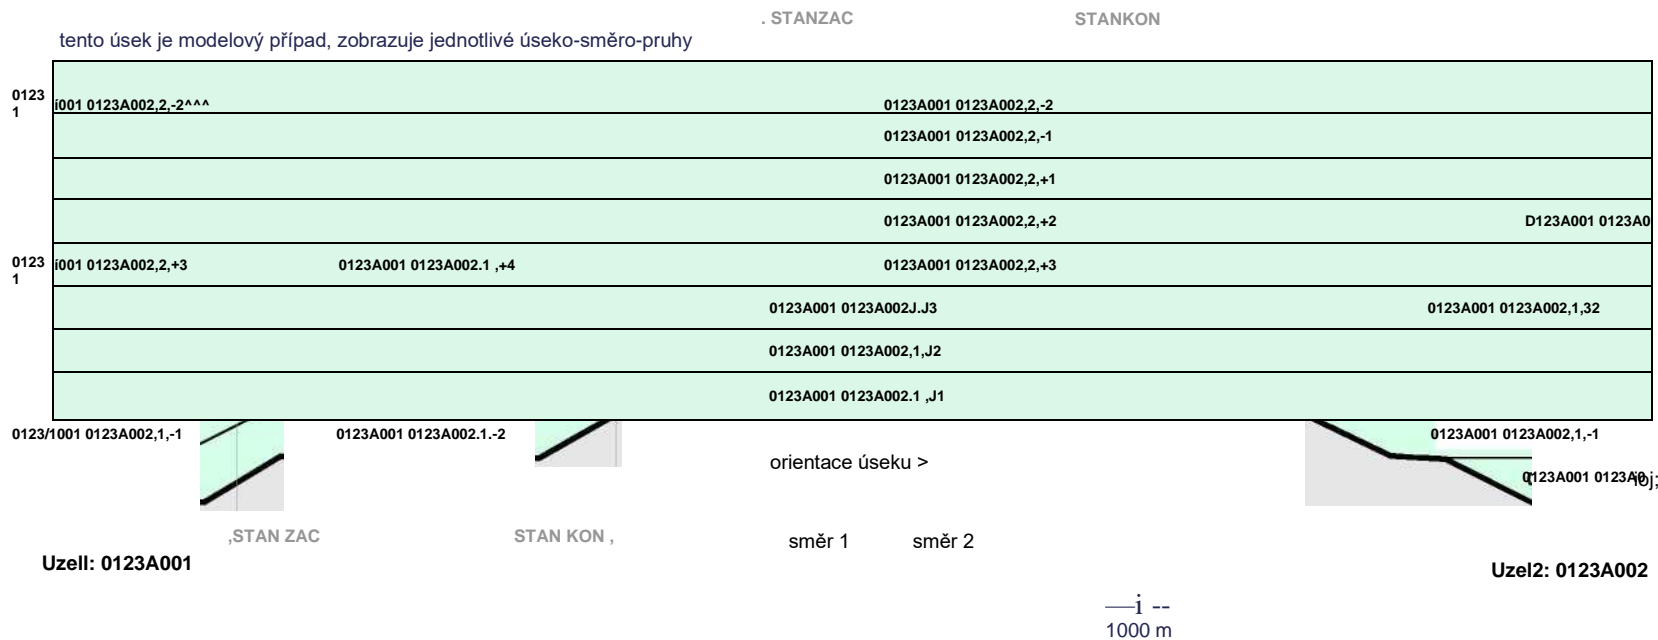 . STANZAC STANKON
tento úsek je modelový případ, zobrazuje jednotlivé úseko-směro-pruhy
0123
1
í001 0123A002,2,-2^^^ 0123A001 0123A002,2,-2
0123A001 0123A002,2,-1
0123A001 0123A002,2,+1
0123A001 0123A002,2,+2 D123A001 0123A0
0123
1
í001 0123A002,2,+3 0123A001 0123A002.1 ,+4 0123A001 0123A002,2,+3
0123A001 0123A002J.J3 0123A001 0123A002,1,32
0123A001 0123A002,1,J2
0123A001 0123A002.1 ,J1
0123/1001 0123A002,1,-1 0123A001 0123A002.1.-2 0123A001 0123A002,1,-1
orientace úseku >
0123A001 0123A0
,STAN ZAC STAN KON , směr 1 směr 2
Uzell: 0123A001 Uzel2: 0123A002
—i --
1000 m